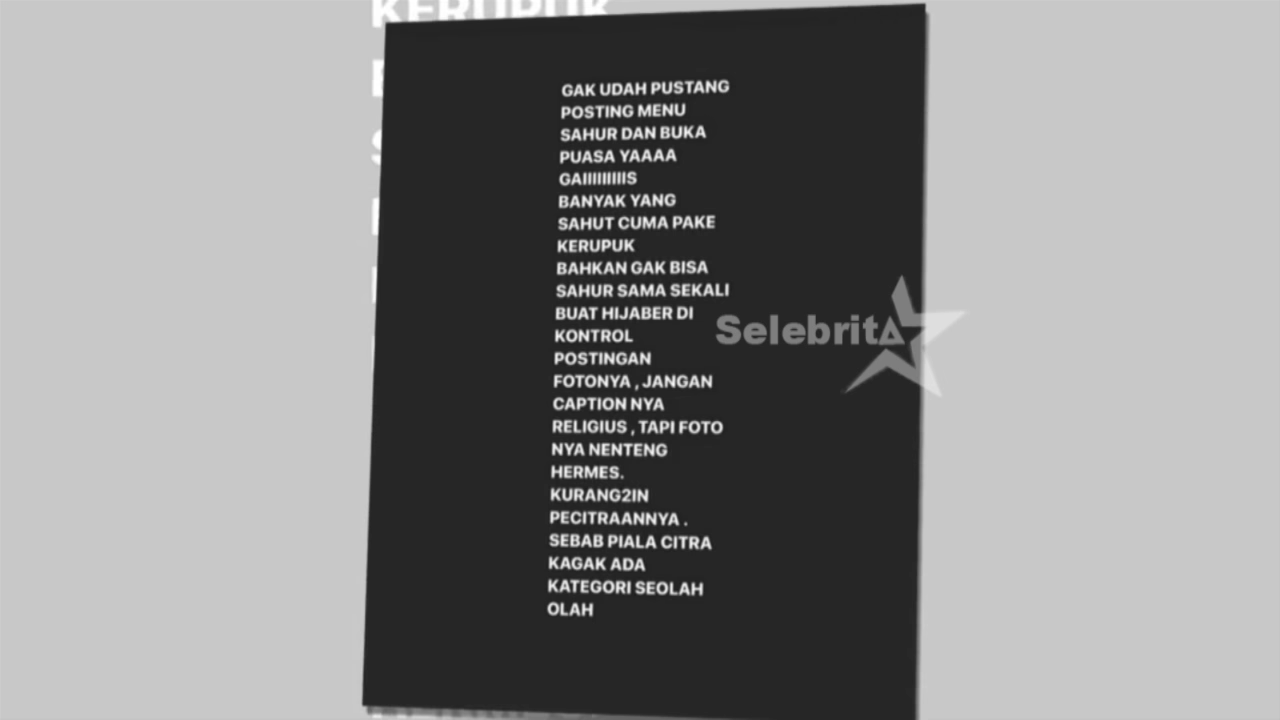 KERUPUK
GAK UDAH PUSTANG
POSTING MENU
SAHUR DAN BUKA
PUASA YAAAA
GAIIIIIIIIIS
BANYAK YANG
SAHUT CUMA PAKE
KERUPUK
BAHKAN GAK BISA
SAHUR SAMA SEKALI
BUAT HIJABER DI
KONTROL
POSTINGAN
FOTONYA , JANGAN
CAPTION NYA
RELIGIUS , TAPI FOTO
NYA NENTENG
HERMES.
KURANG2IN
PECITRAANNYA .
SEBAB PIALA CITRA
KAGAK ADA
KATEGORI SEOLAH
OLAH
Selebrita